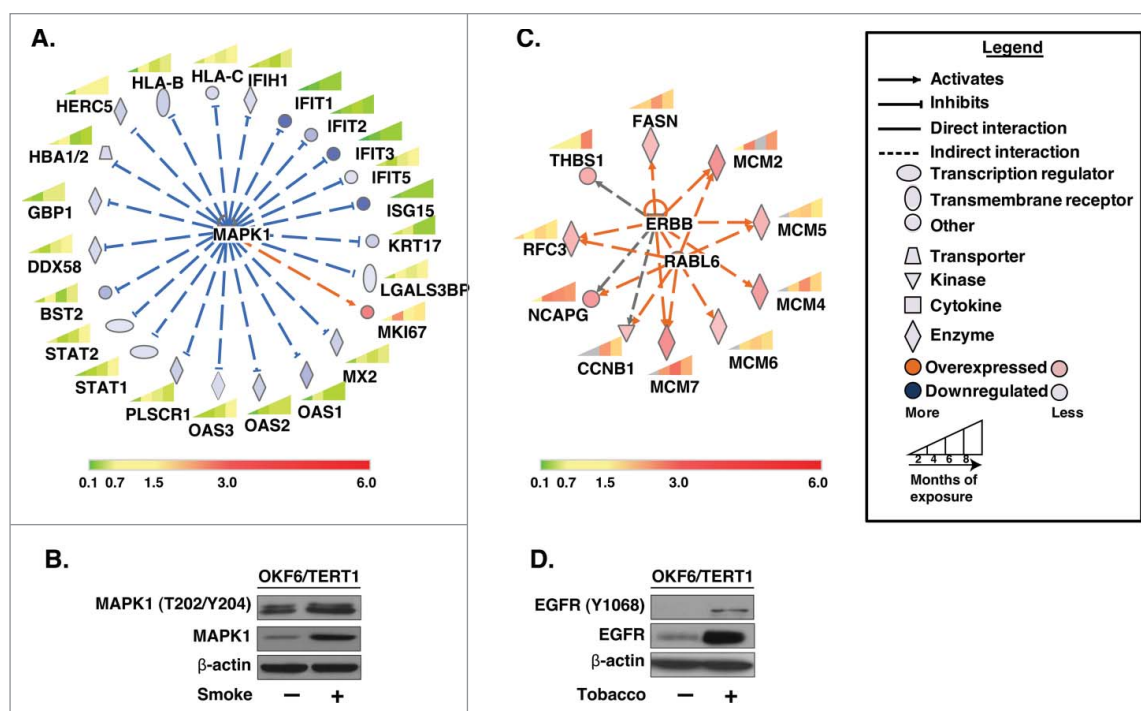 A.
HLA-C
HLA-B
IFIH1
HERC5
IFIT1
IFIT2
HBA1/2
IFIT3
IFIT5
GBP1
ISG15
MAPK1
KRT17
DDX58
LGALS3BP
BST2
MKI67
STAT2
MX2
STAT1
OAS1
PLSCR1
OAS2
OAS3
0.1 0.7 1.5 3.0 6.0
B.
OKF6/TERT1
MAPK1 (T202/Y204)
MAPK1
β-actin
Smoke − +
C.
FASN
THBS1
MCM2
ERBB
MCM5
RFC3
RABL6
NCAPG
MCM4
CCNB1
MCM6
MCM7
0.1 0.7 1.5 3.0 6.0
D.
OKF6/TERT1
EGFR (Y1068)
EGFR
β-actin
Tobacco − +
Legend
Activates
Inhibits
Direct interaction
Indirect interaction
Transcription regulator
Transmembrane receptor
Other
Transporter
Kinase
Cytokine
Enzyme
Overexpressed
Downregulated
More Less
2 4 6 8
Months of
exposure